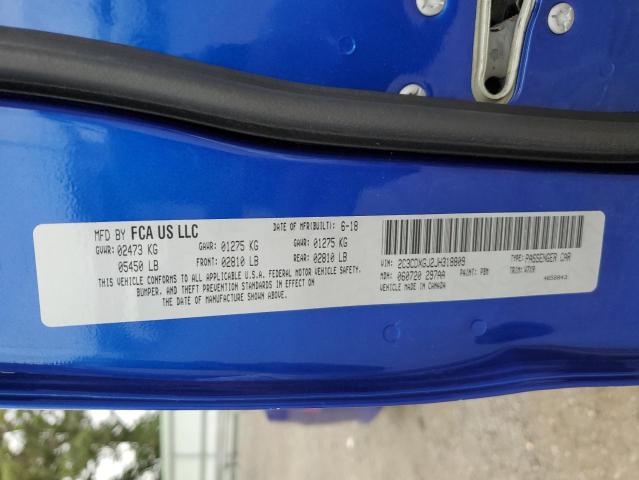 MFD BY FCA US LLC
DATE OF MFR(BUILT): 6-18
GVWR: 02473 KG GAWR: 01275 KG GAWR: 01275 KG
05450 LB FRONT: 02810 LB REAR: 02810 LB
THIS VEHICLE CONFORMS TO ALL APPLICABLE U.S.A. FEDERAL MOTOR VEHICLE SAFETY,
BUMPER, AND THEFT PREVENTION STANDARDS IN EFFECT ON
THE DATE OF MANUFACTURE SHOWN ABOVE.
VIN: 2C3CDXGJ2JH318809 TYPE: PASSENGER CAR
MDH: 060720 297AA PAINT: PBM TRIM: H7X9
VEHICLE MADE IN CANADA